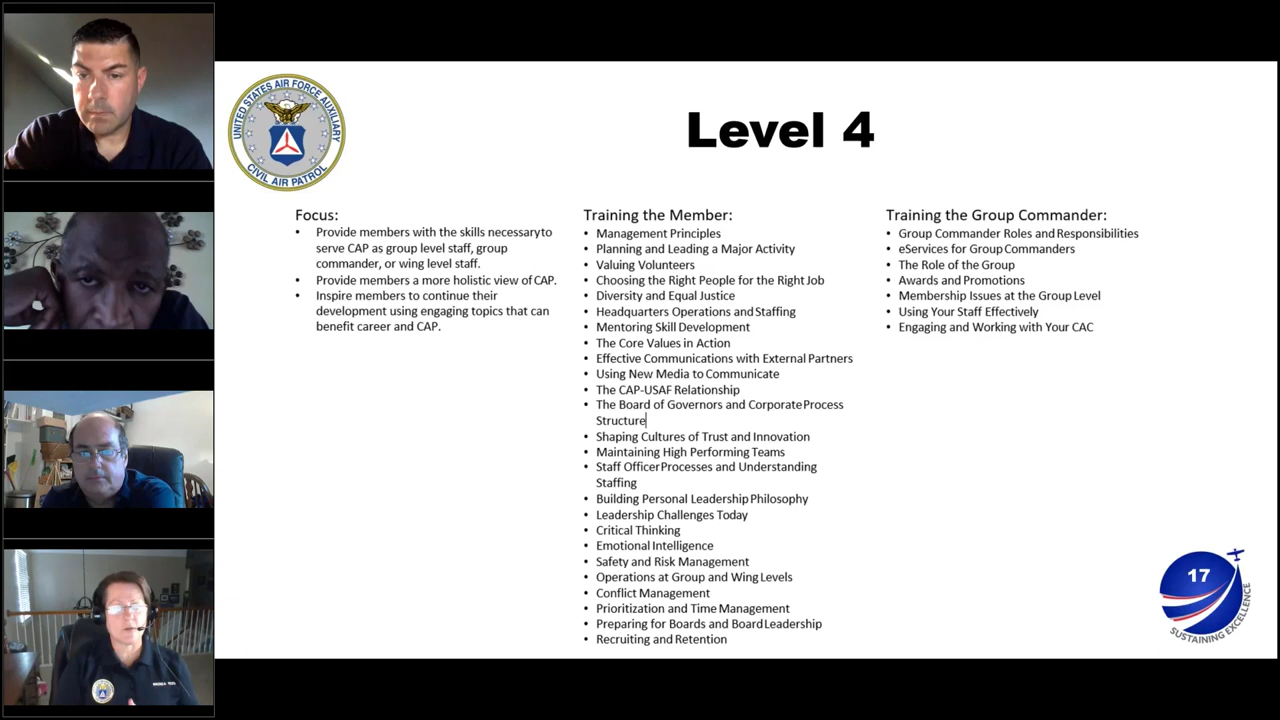 UNITED STATES AIR FORCE AUXILIARY
CIVIL AIR PATROL
Level 4
Focus:
• Provide members with the skills necessary to
serve CAP as group level staff, group
commander, or wing level staff.
• Provide members a more holistic view of CAP.
• Inspire members to continue their
development using engaging topics that can
benefit career and CAP.
Training the Member:
• Management Principles
• Planning and Leading a Major Activity
• Valuing Volunteers
• Choosing the Right People for the Right Job
• Diversity and Equal Justice
• Headquarters Operations and Staffing
• Mentoring Skill Development
• The Core Values in Action
• Effective Communications with External Partners
• Using New Media to Communicate
• The CAP-USAF Relationship
• The Board of Governors and Corporate Process
Structure
• Shaping Cultures of Trust and Innovation
• Maintaining High Performing Teams
• Staff Officer Processes and Understanding
Staffing
• Building Personal Leadership Philosophy
• Leadership Challenges Today
• Critical Thinking
• Emotional Intelligence
• Safety and Risk Management
• Operations at Group and Wing Levels
• Conflict Management
• Prioritization and Time Management
• Preparing for Boards and Board Leadership
• Recruiting and Retention
Training the Group Commander:
• Group Commander Roles and Responsibilities
• eServices for Group Commanders
• The Role of the Group
• Awards and Promotions
• Membership Issues at the Group Level
• Using Your Staff Effectively
• Engaging and Working with Your CAC
17
SUSTAINING EXCELLENCE